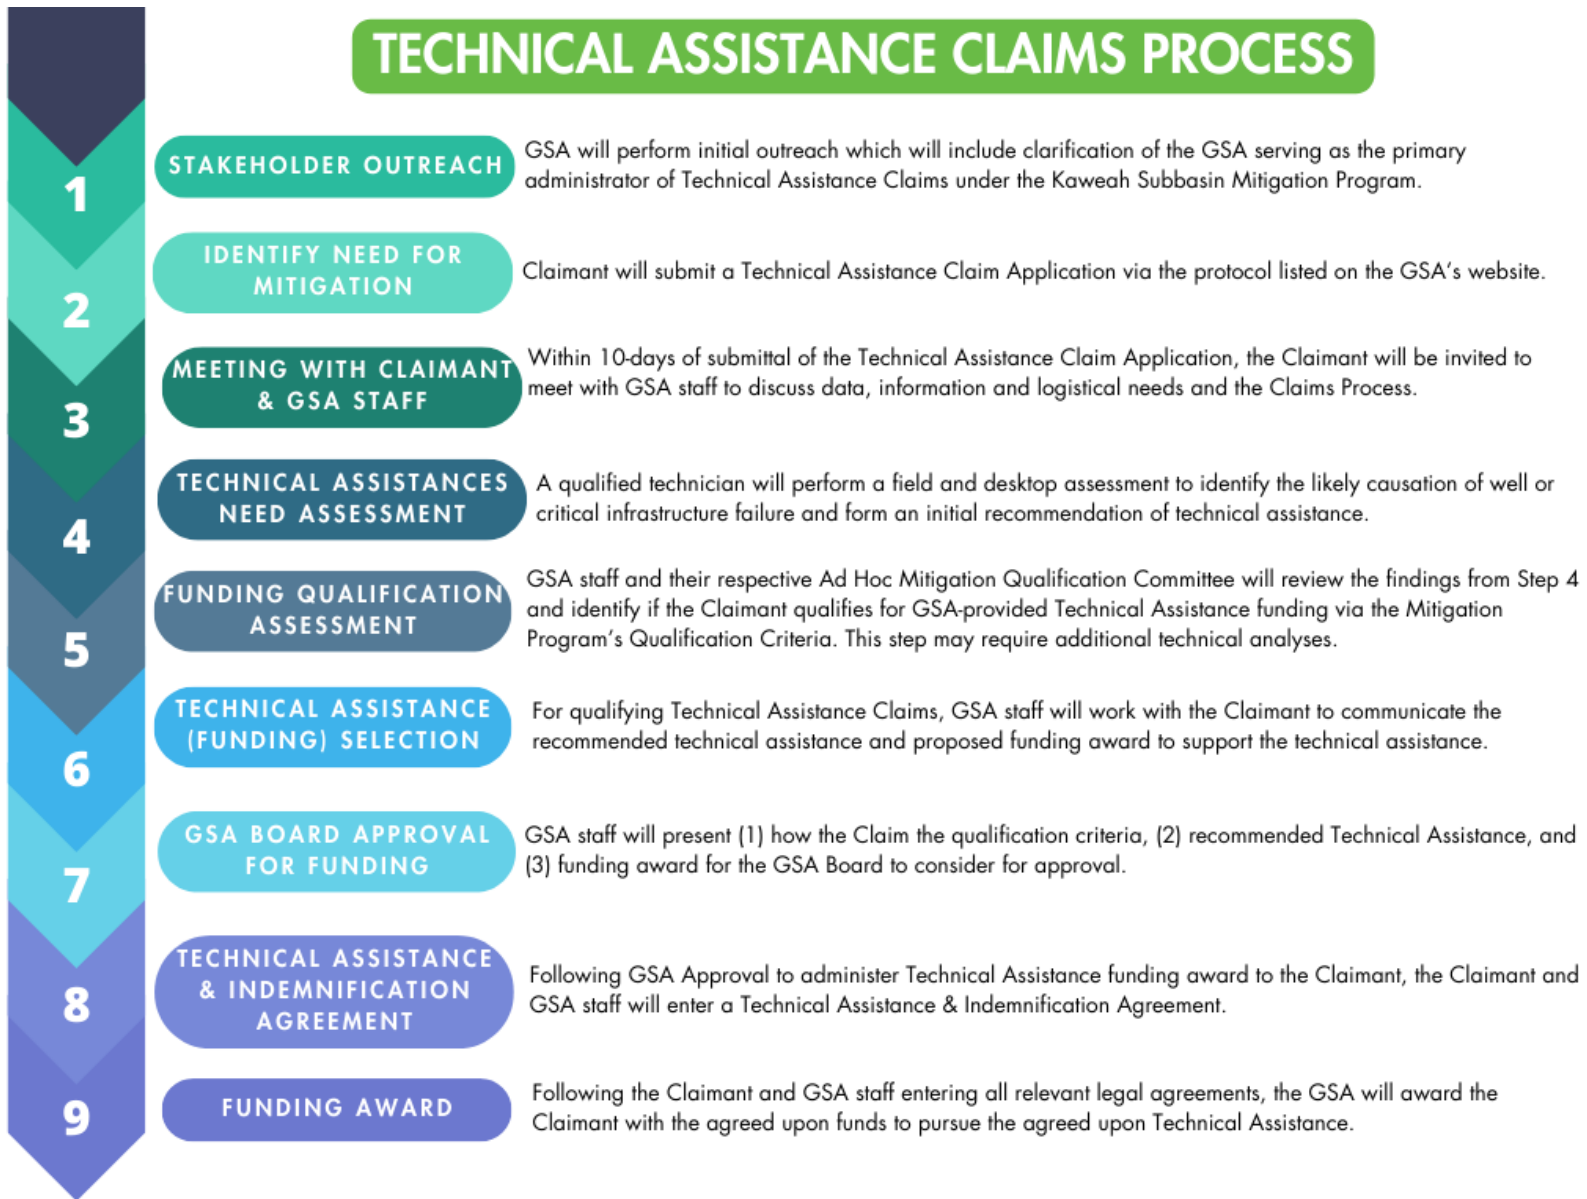 TECHNICAL ASSISTANCE CLAIMS PROCESS
1
STAKEHOLDER OUTREACH
GSA will perform initial outreach which will include clarification of the GSA serving as the primary
administrator of Technical Assistance Claims under the Kaweah Subbasin Mitigation Program.
2
IDENTIFY NEED FOR
MITIGATION
Claimant will submit a Technical Assistance Claim Application via the protocol listed on the GSA's website.
3
MEETING WITH CLAIMANT
& GSA STAFF
Within 10-days of submittal of the Technical Assistance Claim Application, the Claimant will be invited to
meet with GSA staff to discuss data, information and logistical needs and the Claims Process.
4
TECHNICAL ASSISTANCES
NEED ASSESSMENT
A qualified technician will perform a field and desktop assessment to identify the likely causation of well or
critical infrastructure failure and form an initial recommendation of technical assistance.
5
FUNDING QUALIFICATION
ASSESSMENT
GSA staff and their respective Ad Hoc Mitigation Qualification Committee will review the findings from Step 4
and identify if the Claimant qualifies for GSA-provided Technical Assistance funding via the Mitigation
Program's Qualification Criteria. This step may require additional technical analyses.
6
TECHNICAL ASSISTANCE
(FUNDING) SELECTION
For qualifying Technical Assistance Claims, GSA staff will work with the Claimant to communicate the
recommended technical assistance and proposed funding award to support the technical assistance.
7
GSA BOARD APPROVAL
FOR FUNDING
GSA staff will present (1) how the Claim the qualification criteria, (2) recommended Technical Assistance, and
(3) funding award for the GSA Board to consider for approval.
8
TECHNICAL ASSISTANCE
& INDEMNIFICATION
AGREEMENT
Following GSA Approval to administer Technical Assistance funding award to the Claimant, the Claimant and
GSA staff will enter a Technical Assistance & Indemnification Agreement.
9
FUNDING AWARD
Following the Claimant and GSA staff entering all relevant legal agreements, the GSA will award the
Claimant with the agreed upon funds to pursue the agreed upon Technical Assistance.